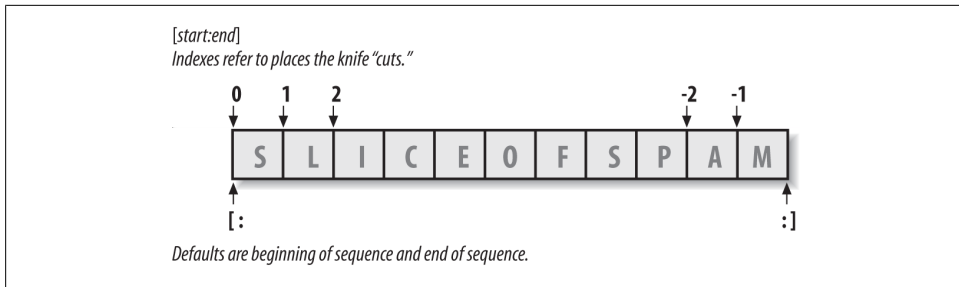 [start:end]
Indexes refer to places the knife “cuts.”
0 1 2 -2 -1
S L I C E O F S P A M
[: :]
Defaults are beginning of sequence and end of sequence.